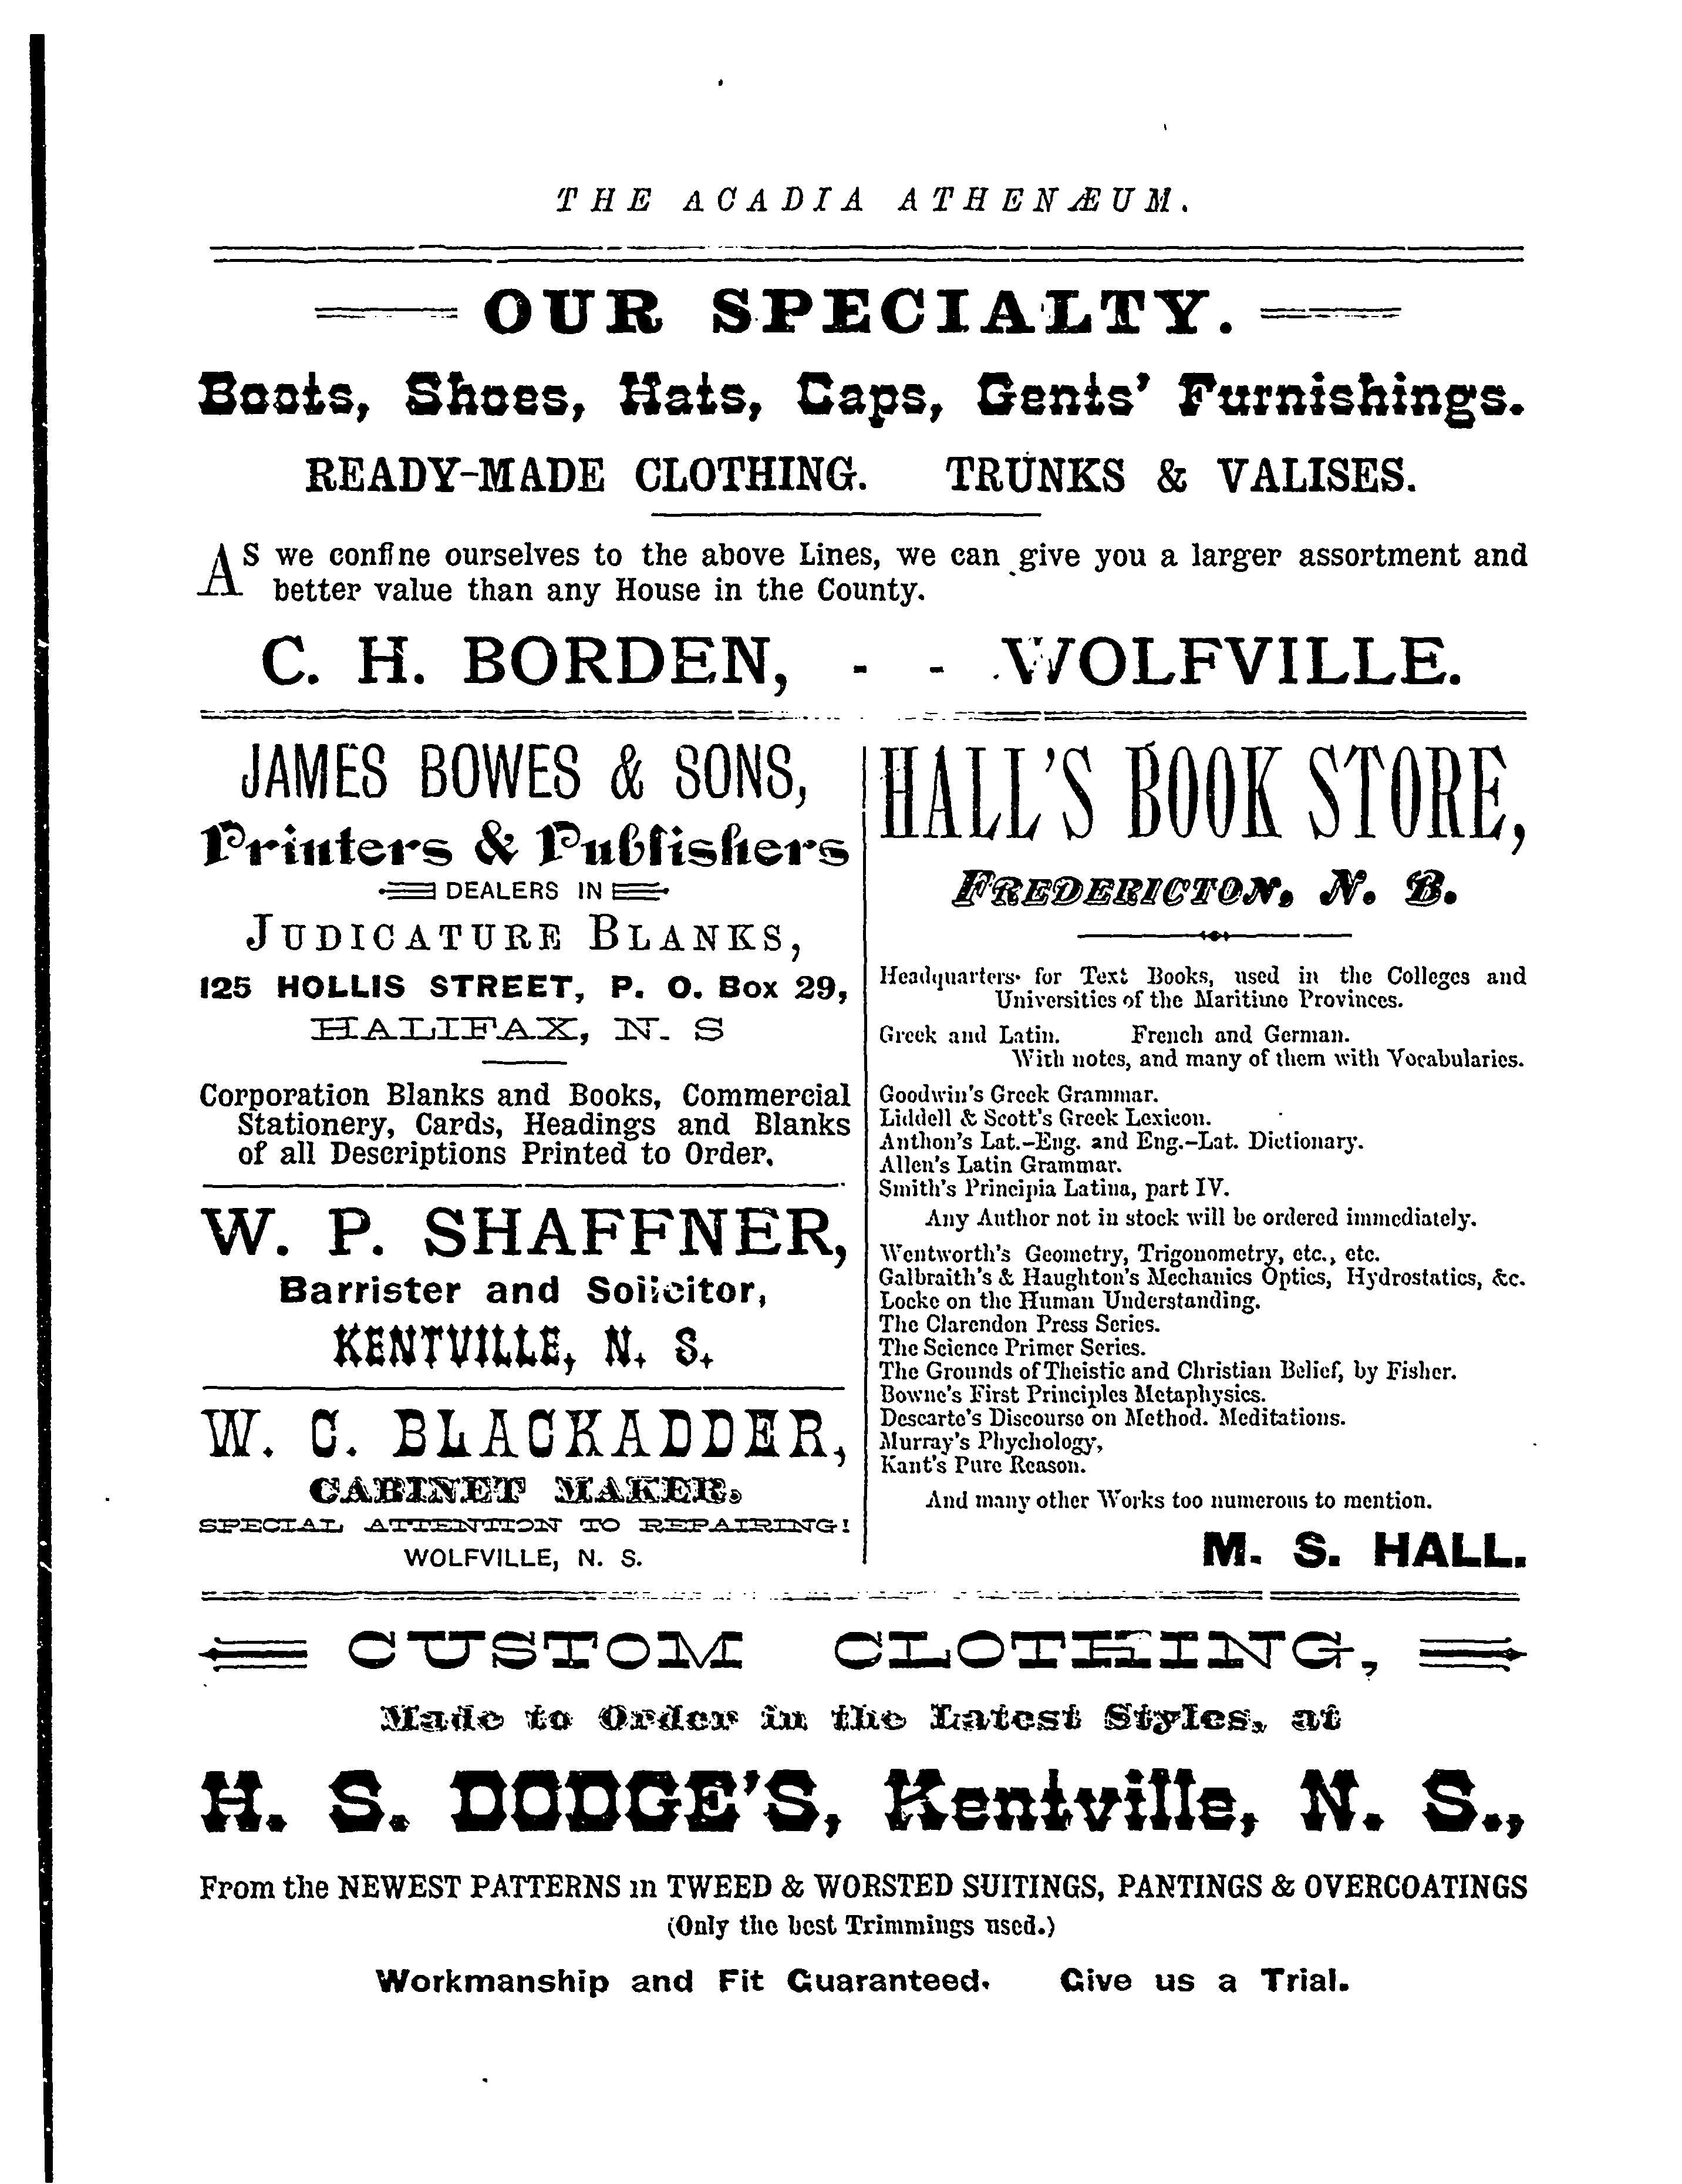 THE ACADIA ATHENÆUM.
OUR SPECIALTY.
Boots, Shoes, Hats, Caps, Gents' Furnishings.
READY-MADE CLOTHING. TRUNKS & VALISES.
AS we confine ourselves to the above Lines, we can give you a larger assortment and
better value than any House in the County.
C. H. BORDEN, - - WOLFVILLE.
JAMES BOWES & SONS,
Printers & Publishers
DEALERS IN
JUDICATURE BLANKS,
125 HOLLIS STREET, P. O. Box 29,
HALIFAX, N. S
Corporation Blanks and Books, Commercial
Stationery, Cards, Headings and Blanks
of all Descriptions Printed to Order.
W. P. SHAFFNER,
Barrister and Solicitor,
KENTVILLE, N. S.
W. C. BLACKADDER,
CABINET MAKER.
SPECIAL ATTENTION TO REPAIRING!
WOLFVILLE, N. S.
HALL'S BOOK STORE,
FREDERICTON, N. B.
Headquarters for Text Books, used in the Colleges and
Universities of the Maritime Provinces.
Greek and Latin. French and German.
With notes, and many of them with Vocabularies.
Goodwin's Greek Grammar.
Liddell & Scott's Greek Lexicon.
Anthon's Lat.-Eng. and Eng.-Lat. Dictionary.
Allen's Latin Grammar.
Smith's Principia Latina, part IV.
Any Author not in stock will be ordered immediately.
Wentworth's Geometry, Trigonometry, etc., etc.
Galbraith's & Haughton's Mechanics Optics, Hydrostatics, &c.
Locke on the Human Understanding.
The Clarendon Press Series.
The Science Primer Series.
The Grounds of Theistic and Christian Belief, by Fisher.
Bowne's First Principles Metaphysics.
Descarte's Discourse on Method. Meditations.
Murray's Phychology,
Kant's Pure Reason.
And many other Works too numerous to mention.
M. S. HALL.
CUSTOM CLOTHING,
Made to Order in the Latest Styles, at
H. S. DODGE'S, Kentville, N. S.,
From the NEWEST PATTERNS in TWEED & WORSTED SUITINGS, PANTINGS & OVERCOATINGS
(Only the best Trimmings used.)
Workmanship and Fit Guaranteed. Give us a Trial.